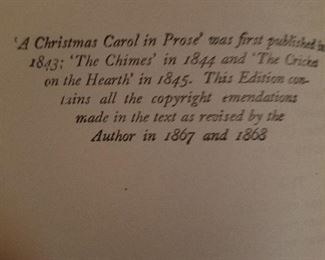 'A Christmas Carol in Prose' was first published in
1843; 'The Chimes' in 1844 and 'The Cricket
on the Hearth' in 1845. This Edition con-
tains all the copyright emendations
made in the text as revised by the
Author in 1867 and 1868